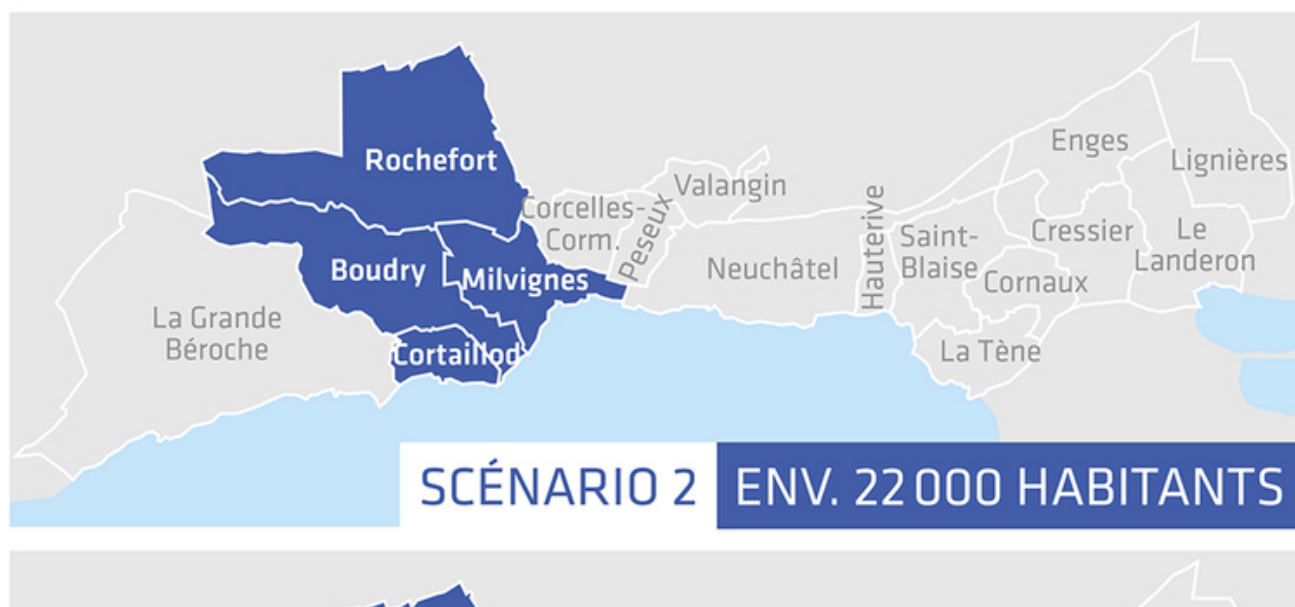 Rochefort
Enges
Lignières
Valangin
Corcelles-
Corm.
Peseux
Hauterive
Saint-
Blaise
Cressier
Le
Landeron
Boudry
Milvignes
Neuchâtel
Cornaux
La Grande
Béroche
Cortaillod
La Tène
SCÉNARIO 2 ENV. 22 000 HABITANTS